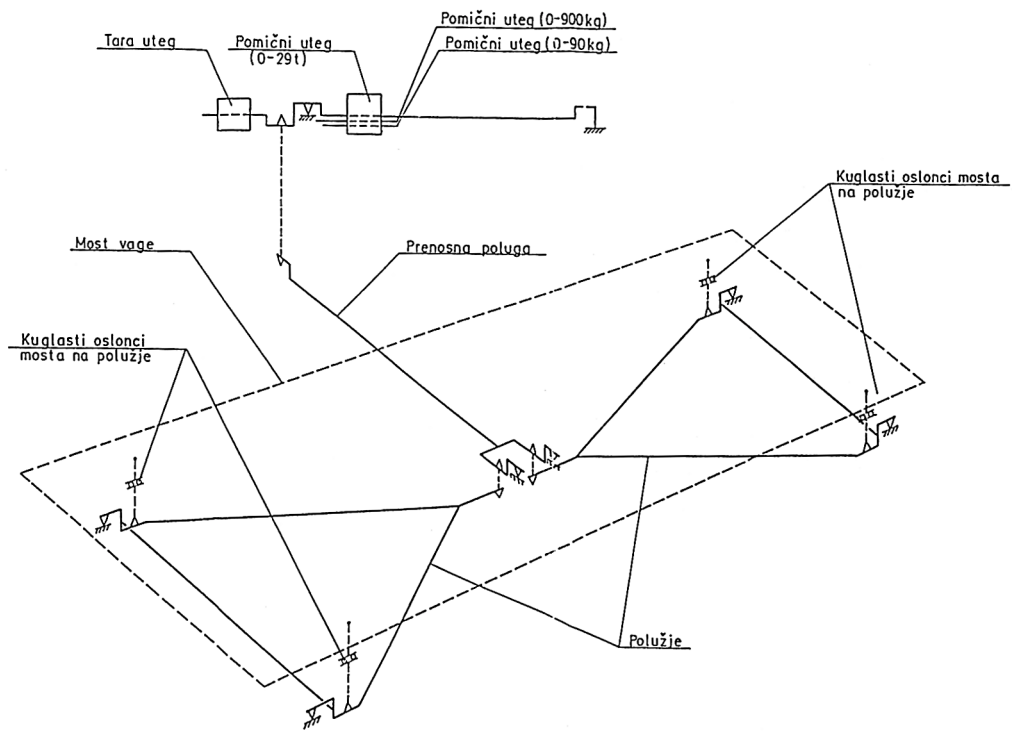 Pomični uteg (0-900kg)
Tara uteg
Pomični uteg
(0-29t)
Pomični uteg (0-90kg)
Kuglasti oslonci mosta
na polužje
Most vage
Prenosna poluga
Kuglasti oslonci
mosta na polužje
Polužje